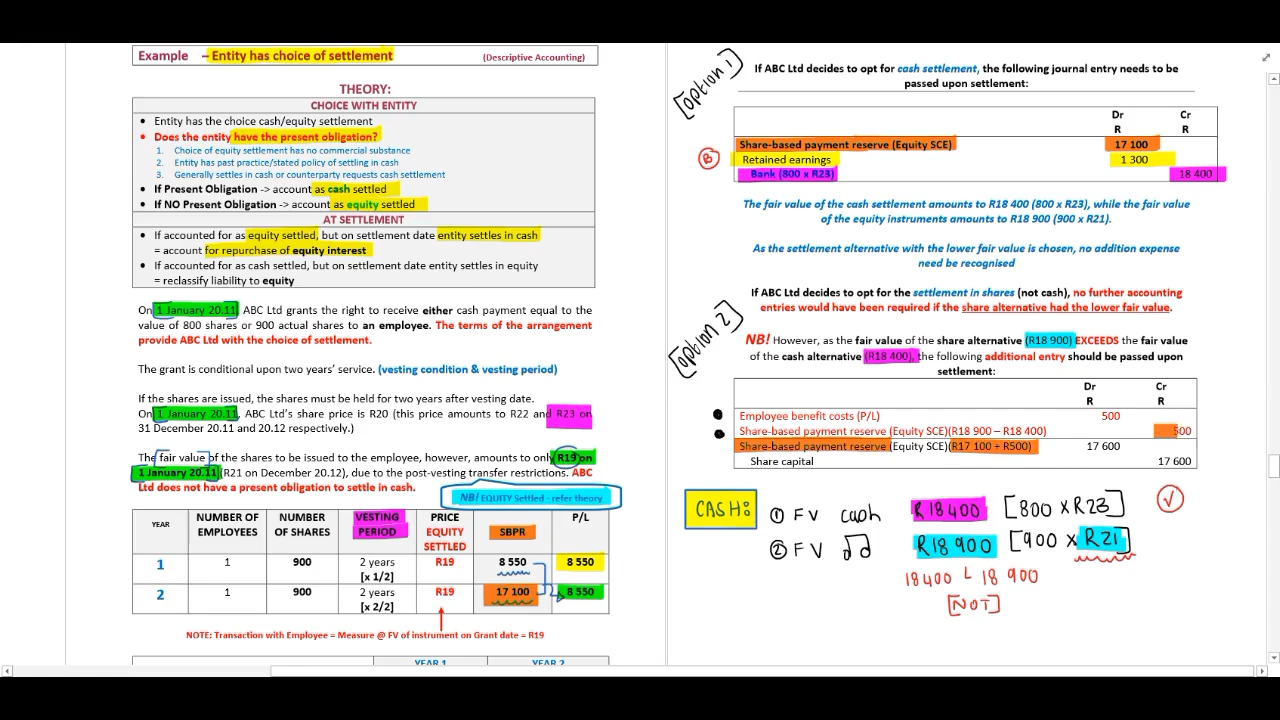 Example – Entity has choice of settlement (Descriptive Accounting)
THEORY:
CHOICE WITH ENTITY
• Entity has the choice cash/equity settlement
• Does the entity have the present obligation?
1. Choice of equity settlement has no commercial substance
2. Entity has past practice/stated policy of settling in cash
3. Generally settles in cash or counterparty requests cash settlement
• If Present Obligation -> account as cash settled
• If NO Present Obligation -> account as equity settled
AT SETTLEMENT
• If accounted for as equity settled, but on settlement date entity settles in cash
= account for repurchase of equity interest
• If accounted for as cash settled, but on settlement date entity settles in equity
= reclassify liability to equity
On 1 January 20.11, ABC Ltd grants the right to receive either cash payment equal to the
value of 800 shares or 900 actual shares to an employee. The terms of the arrangement
provide ABC Ltd with the choice of settlement.
The grant is conditional upon two years' service. (vesting condition & vesting period)
If the shares are issued, the shares must be held for two years after vesting date.
On 1 January 20.11, ABC Ltd's share price is R20 (this price amounts to R22 and R23 on
31 December 20.11 and 20.12 respectively.)
The fair value of the shares to be issued to the employee, however, amounts to only R19 on
1 January 20.11 (R21 on December 20.12), due to the post-vesting transfer restrictions. ABC
Ltd does not have a present obligation to settle in cash.
NB! EQUITY Settled - refer theory
YEAR NUMBER OF EMPLOYEES NUMBER OF SHARES VESTING PERIOD PRICE EQUITY SETTLED SBPR P/L
1 1 900 2 years [x 1/2] R19 8 550 8 550
2 1 900 2 years [x 2/2] R19 17 100 8 550
NOTE: Transaction with Employee = Measure @ FV of instrument on Grant date = R19
YEAR 1 YEAR 2
[Option 1]
If ABC Ltd decides to opt for cash settlement, the following journal entry needs to be
passed upon settlement:
Dr Cr
R R
Share-based payment reserve (Equity SCE) 17 100
B Retained earnings 1 300
Bank (800 x R23) 18 400
The fair value of the cash settlement amounts to R18 400 (800 x R23), while the fair value
of the equity instruments amounts to R18 900 (900 x R21).
As the settlement alternative with the lower fair value is chosen, no addition expense
need be recognised
If ABC Ltd decides to opt for the settlement in shares (not cash), no further accounting
entries would have been required if the share alternative had the lower fair value.
[Option 2]
NB! However, as the fair value of the share alternative (R18 900) EXCEEDS the fair value
of the cash alternative (R18 400), the following additional entry should be passed upon
settlement:
Dr Cr
R R
Employee benefit costs (P/L) 500
Share-based payment reserve (Equity SCE)(R18 900 – R18 400) 500
Share-based payment reserve (Equity SCE)(R17 100 + R500) 17 600
Share capital 17 600
CASH: ① FV cash R18400 [800 x R23] ✓
② FV R18 900 [900 x R21]
18400 L 18 900
[NOT]